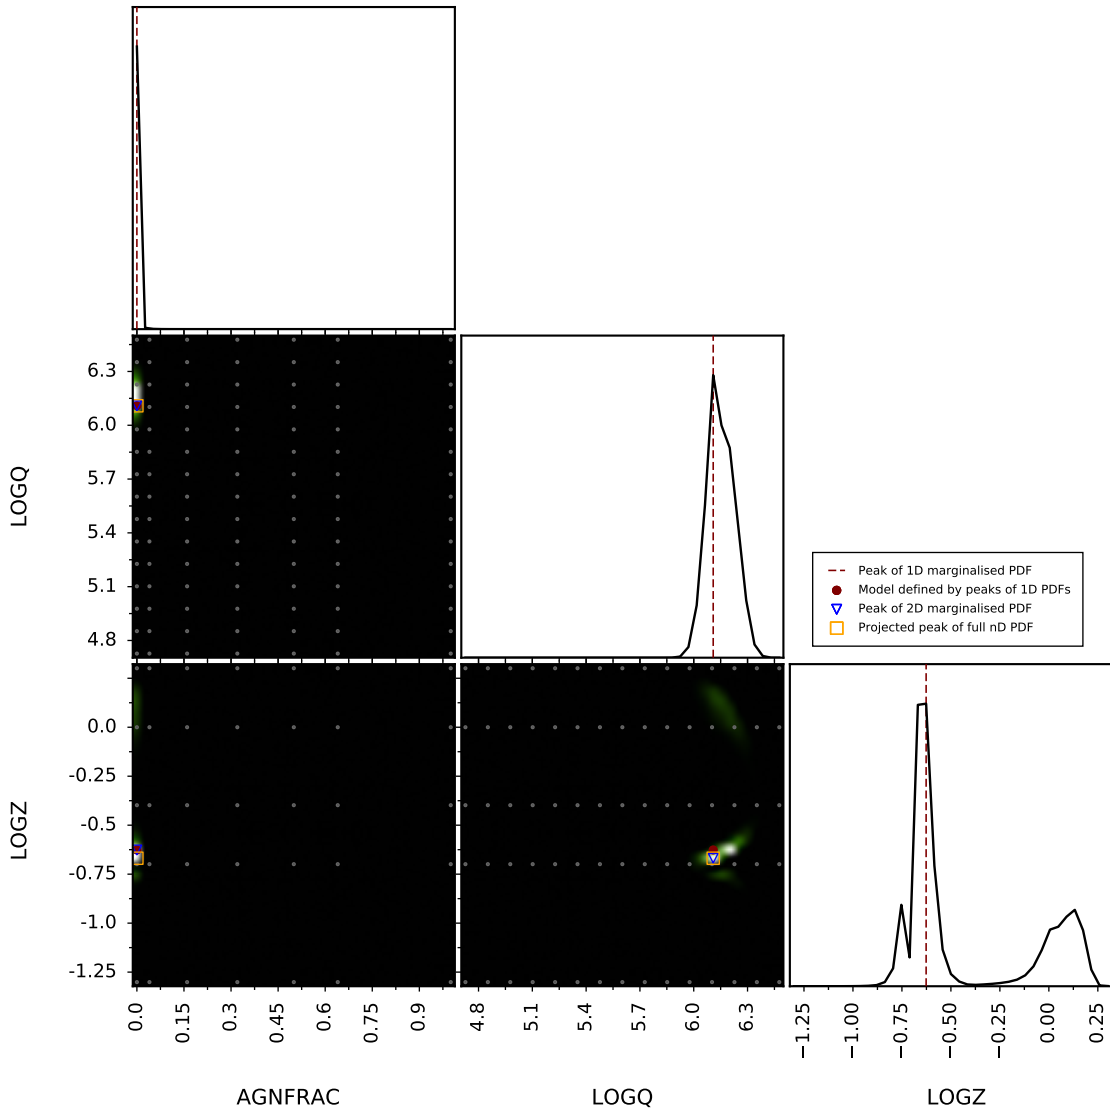 6.3
6.0
5.7
5.4
5.1
4.8
LOGQ
Peak of 1D marginalised PDF
Model defined by peaks of 1D PDFs
Peak of 2D marginalised PDF
Projected peak of full nD PDF
0.0
-0.25
-0.5
-0.75
-1.0
-1.25
LOGZ
0.0 0.15 0.3 0.45 0.6 0.75 0.9
4.8 5.1 5.4 5.7 6.0 6.3
−1.25 −1.00 −0.75 −0.50 −0.25 0.00 0.25
AGNFRAC LOGQ LOGZ